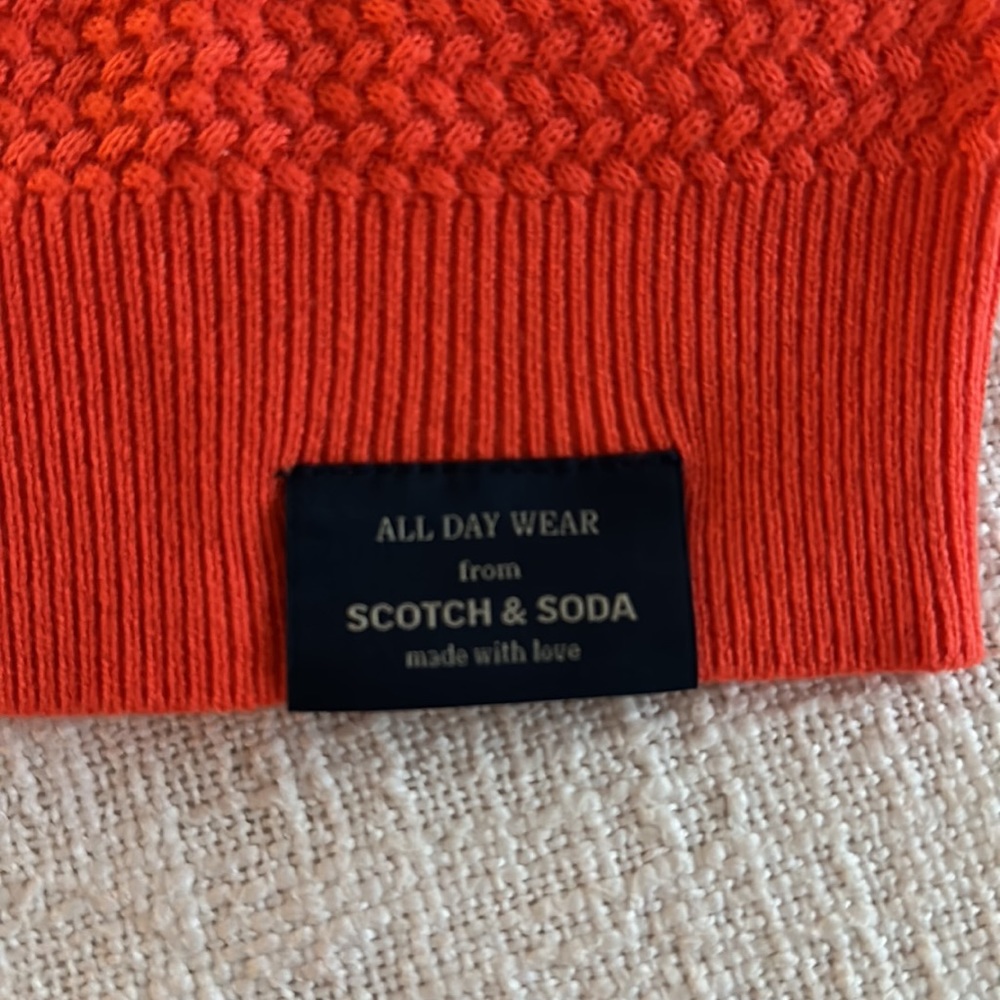 ALL DAY WEAR
from
SCOTCH & SODA
made with love